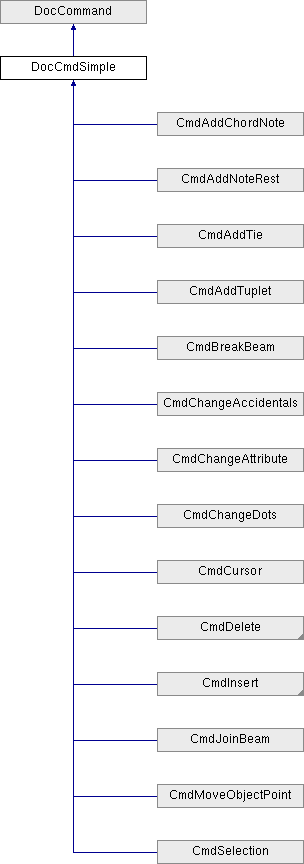 DocCommand
DocCmdSimple
CmdAddChordNote
CmdAddNoteRest
CmdAddTie
CmdAddTuplet
CmdBreakBeam
CmdChangeAccidentals
CmdChangeAttribute
CmdChangeDots
CmdCursor
CmdDelete
CmdInsert
CmdJoinBeam
CmdMoveObjectPoint
CmdSelection